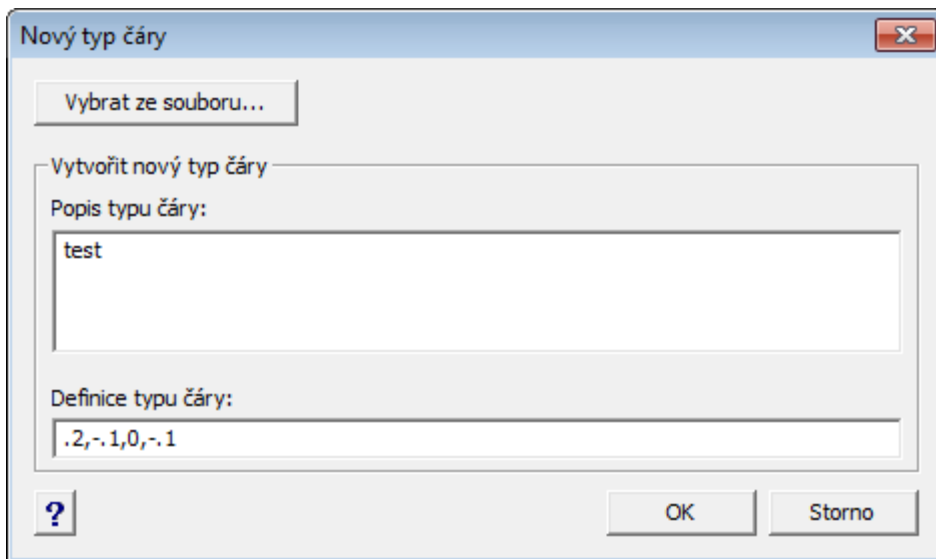 Nový typ čáry
Vybrat ze souboru...
Vytvořit nový typ čáry
Popis typu čáry:
test
Definice typu čáry:
.2,-.1,0,-.1
?
OK
Storno